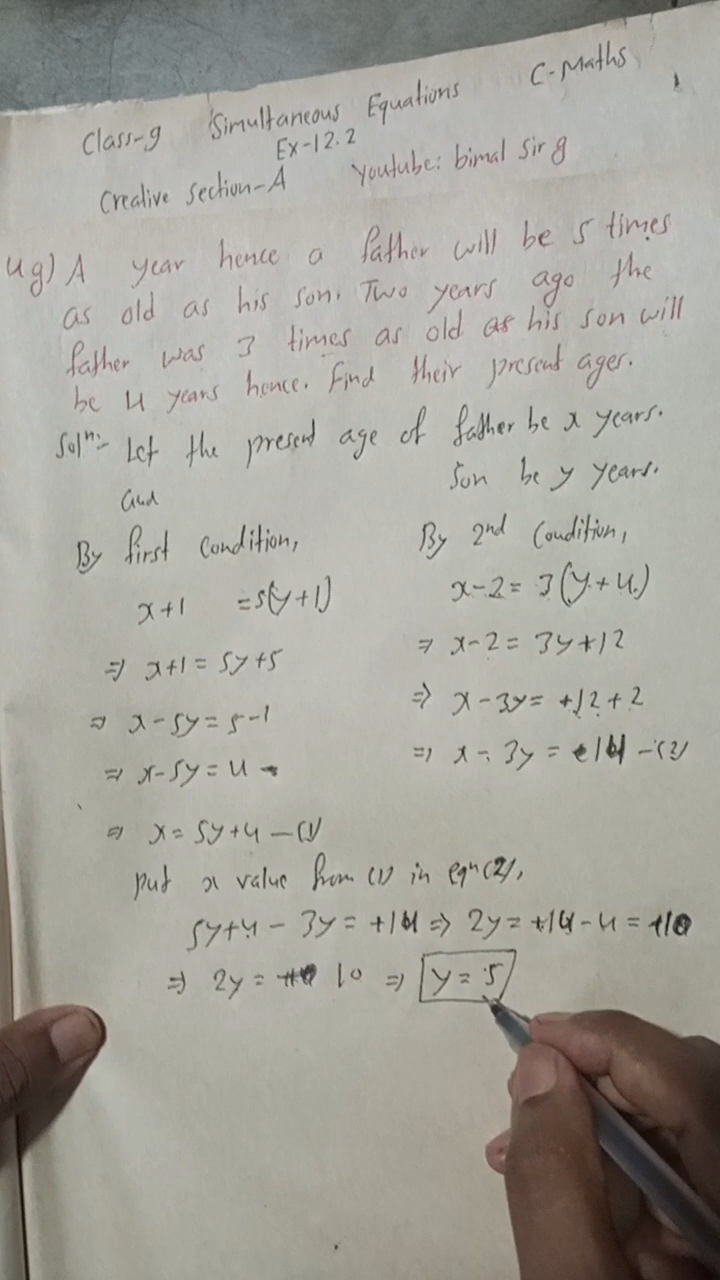 Class-9 Simultaneous Equations C-Maths
Ex-12.2
Creative Section-A Youtube: bimal Sir g
4g) A year hence a father will be 5 times
as old as his son. Two years ago the
father was 3 times as old as his son will
be 4 years hence. Find their present ages.
Solⁿ:- Let the present age of father be x years.
and Son be y years.
By first Condition,
x+1 =5(y+1)
⇒ x+1 = 5y+5
⇒ x-5y = 5-1
⇒ x-5y = 4
⇒ x = 5y+4 —(1)
By 2nd Condition,
x-2 = 3(y+4)
⇒ x-2 = 3y+12
⇒ x-3y = +12+2
⇒ x-3y = 14 —(2)
put x value from (1) in eqn(2),
5y+4-3y = +14 ⇒ 2y = +14-4 = +10
⇒ 2y = 10 ⇒ y = 5